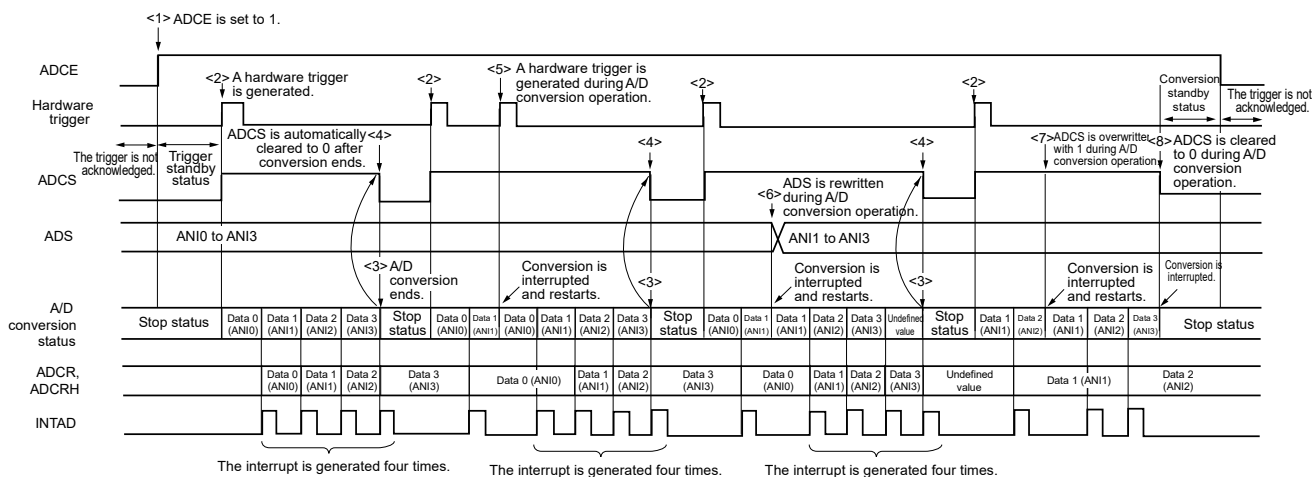 <1> ADCE is set to 1.
ADCE
<2> A hardware trigger
is generated.
<2>
<5> A hardware trigger is
generated during A/D
conversion operation.
<2>
<2>
Conversion
standby
status
The trigger is not
acknowledged.
Hardware
trigger
The trigger is not
acknowledged.
Trigger
standby
status
ADCS is automatically
cleared to 0 after
conversion ends.
<4>
<4>
<4>
<7> ADCS is overwritter
with 1 during A/D
conversion operation
<8> ADCS is cleared
to 0 during A/D
conversion
operation.
ADCS
<6> ADS is rewritten
during A/D
conversion operation.
ADS
ANI0 to ANI3
ANI1 to ANI3
<3> A/D
conversion
ends.
Conversion is
interrupted
and restarts.
<3>
Conversion is
interrupted
and restarts.
<3>
Conversion is
interrupted
and restarts.
Conversion is
interrupted.
A/D
conversion
status
Stop status
Data 0
(ANI0)
Data 1
(ANI1)
Data 2
(ANI2)
Data 3
(ANI3)
Stop
status
Data 0
(ANI0)
Data 1
(ANI1)
Data 0
(ANI0)
Data 1
(ANI1)
Data 2
(ANI2)
Data 3
(ANI3)
Stop
status
Data 0
(ANI0)
Data 1
(ANI1)
Data 1
(ANI1)
Data 2
(ANI2)
Data 3
(ANI3)
Undefined
value
Stop
status
Data 1
(ANI1)
Data 2
(ANI2)
Data 1
(ANI1)
Data 2
(ANI2)
Data 3
(ANI3)
Stop status
ADCR,
ADCRH
Data 0
(ANI0)
Data 1
(ANI1)
Data 2
(ANI2)
Data 3
(ANI3)
Data 0 (ANI0)
Data 1
(ANI1)
Data 2
(ANI2)
Data 3
(ANI3)
Data 0
(ANI0)
Data 1
(ANI1)
Data 2
(ANI2)
Data 3
(ANI3)
Undefined
value
Data 1 (ANI1)
Data 2
(ANI2)
INTAD
The interrupt is generated four times.
The interrupt is generated four times.
The interrupt is generated four times.